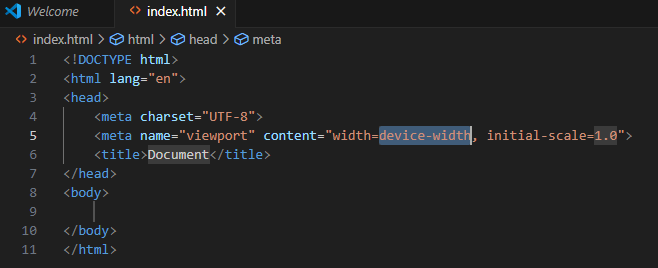 Welcome index.html ×
index.html > html > head > meta
1 <!DOCTYPE html>
2 <html lang="en">
3 <head>
4     <meta charset="UTF-8">
5     <meta name="viewport" content="width=device-width, initial-scale=1.0">
6     <title>Document</title>
7 </head>
8 <body>
9
10 </body>
11 </html>